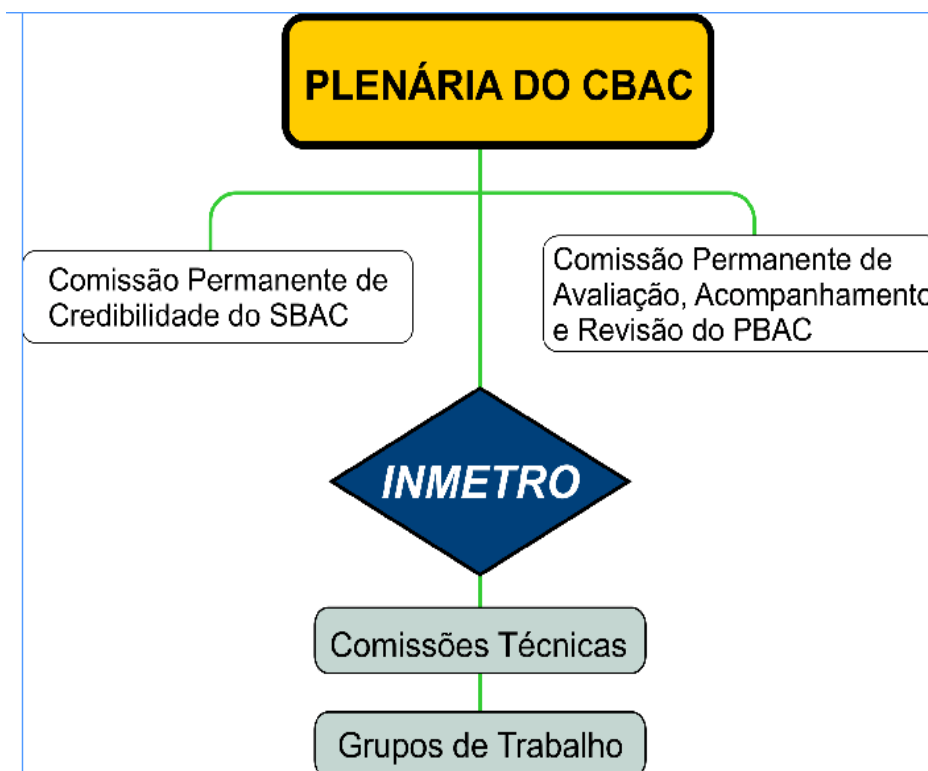 PLENÁRIA DO CBAC
Comissão Permanente de
Credibilidade do SBAC
Comissão Permanente de
Avaliação, Acompanhamento
e Revisão do PBAC
INMETRO
Comissões Técnicas
Grupos de Trabalho